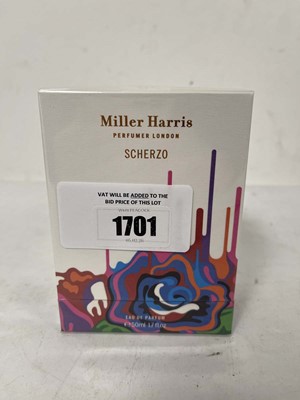 Miller Harris
PERFUMER LONDON
SCHERZO
VAT WILL BE ADDED TO THE
BID PRICE OF THIS LOT
1701
EAU DE PARFUM